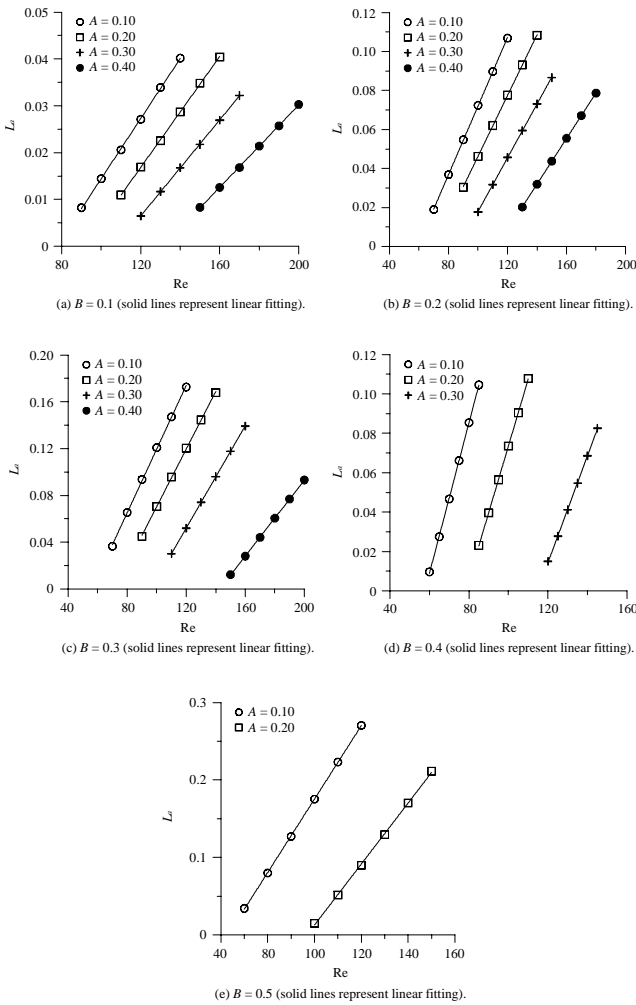 0.05
0.04
0.03
0.02
0.01
0
80 120 160 200
Lₐ
Re
A = 0.10
A = 0.20
A = 0.30
A = 0.40
(a) B = 0.1 (solid lines represent linear fitting).
0.12
0.10
0.08
0.06
0.04
0.02
0.00
40 80 120 160 200
Lₐ
Re
A = 0.10
A = 0.20
A = 0.30
A = 0.40
(b) B = 0.2 (solid lines represent linear fitting).
0.20
0.16
0.12
0.08
0.04
0
40 80 120 160 200
Lₐ
Re
A = 0.10
A = 0.20
A = 0.30
A = 0.40
(c) B = 0.3 (solid lines represent linear fitting).
0.12
0.10
0.08
0.06
0.04
0.02
0
40 80 120 160
Lₐ
Re
A = 0.10
A = 0.20
A = 0.30
(d) B = 0.4 (solid lines represent linear fitting).
0.3
0.2
0.1
0
40 60 80 100 120 140 160
Lₐ
Re
A = 0.10
A = 0.20
(e) B = 0.5 (solid lines represent linear fitting).